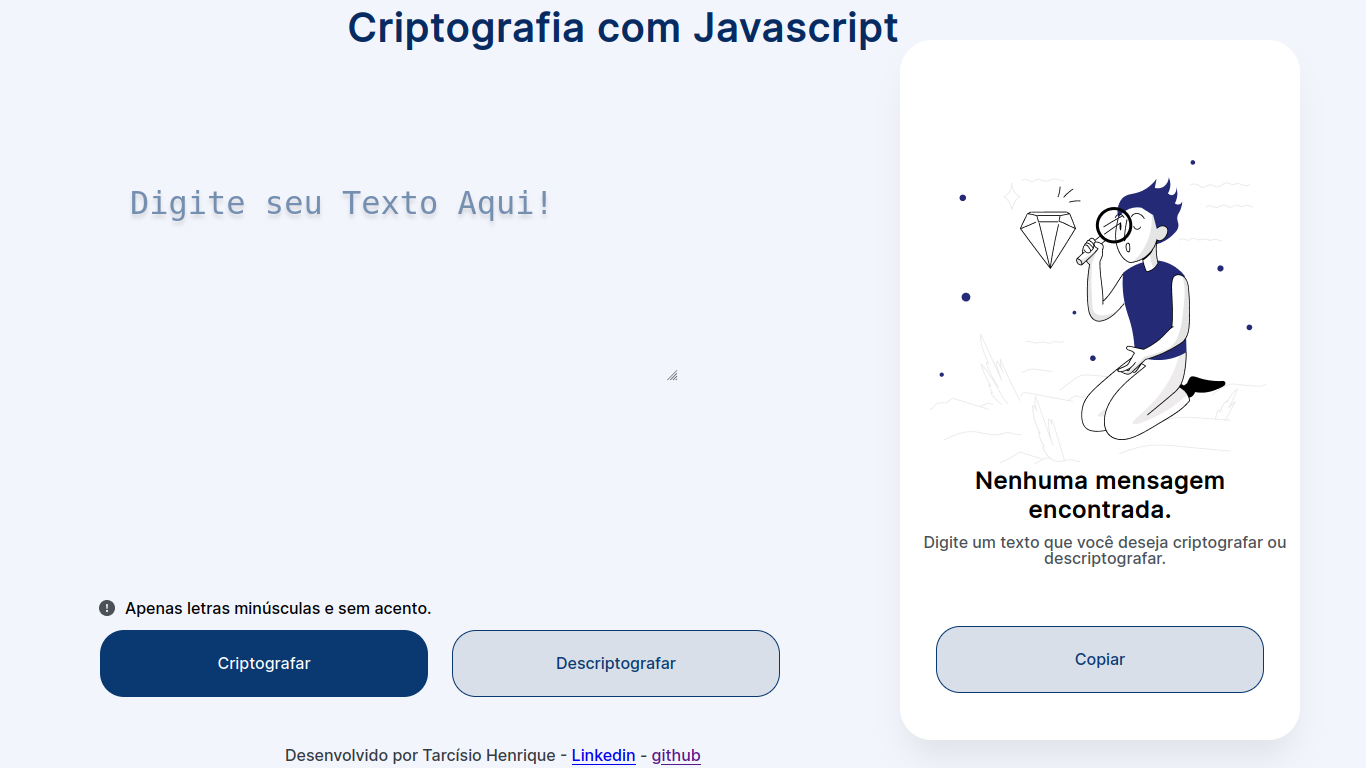 Criptografia com Javascript
Digite seu Texto Aqui!
Nenhuma mensagem
encontrada.
Digite um texto que você deseja criptografar ou
descriptografar.
Apenas letras minúsculas e sem acento.
Criptografar
Descriptografar
Copiar
Desenvolvido por Tarcísio Henrique - Linkedin - github